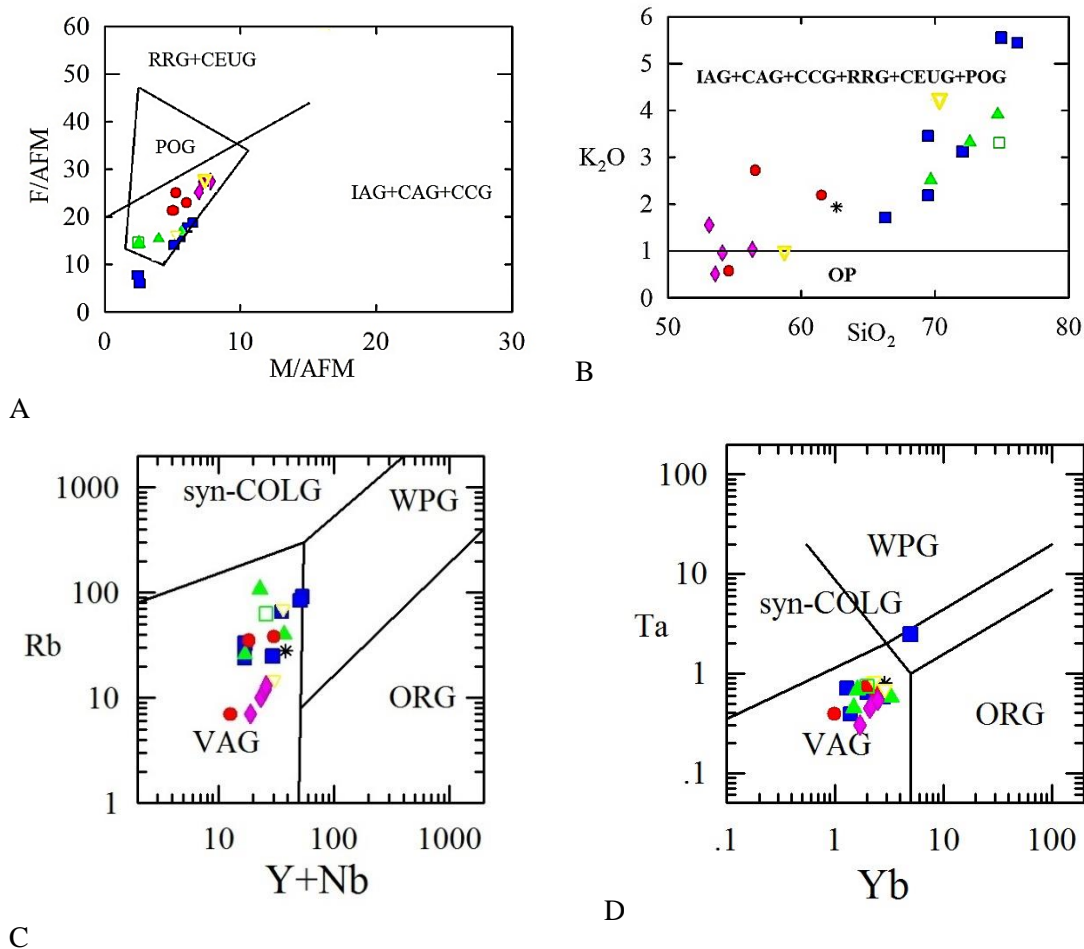 60
50
40
30
20
10
0
F/AFM
RRG+CEUG
POG
IAG+CAG+CCG
0
10
20
30
M/AFM
A
6
5
4
3
2
1
0
K₂O
IAG+CAG+CCG+RRG+CEUG+POG
OP
50
60
70
80
SiO₂
B
1000
100
10
1
Rb
syn-COLG
WPG
VAG
ORG
10
100
1000
Y+Nb
C
100
10
1
.1
Ta
WPG
syn-COLG
VAG
ORG
.1
1
10
100
Yb
D